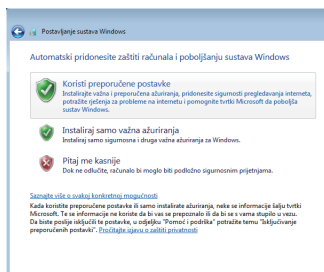 Postavljanje sustava Windows
Automatski pridonesite zaštiti računala i poboljšanju sustava Windows
Koristi preporučene postavke
Instalirajte važna i preporučena ažuriranja, pridonesite sigurnosti pregledavanja interneta,
potražite rješenja za probleme na internetu i pomognite tvrtki Microsoft da poboljša
sustav Windows.
Instaliraj samo važna ažuriranja
Instaliraj samo sigurnosna i druga važna ažuriranja za Windows.
Pitaj me kasnije
Dok ne odlučite, računalo bi moglo biti podložno sigurnosnim prijetnjama.
Saznajte više o svakoj konkretnoj mogućnosti
Kada koristite preporučene postavke ili samo instalirate ažuriranja, neke se informacije šalju tvrtki
Microsoft. Te se informacije ne koriste da bi vas se prepoznalo ili da bi se s vama stupilo u vezu.
Da biste poslije isključili te postavke, u odjeljku "Pomoć i podrška" potražite temu "Isključivanje
preporučenih postavki". Pročitajte izjavu o zaštiti privatnosti